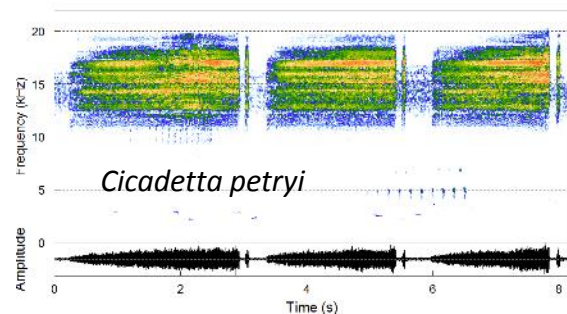 20
15
10
5
0
Frequency (kHz)
Cicadetta petryi
Amplitude
0 2 4 6 8
Time (s)